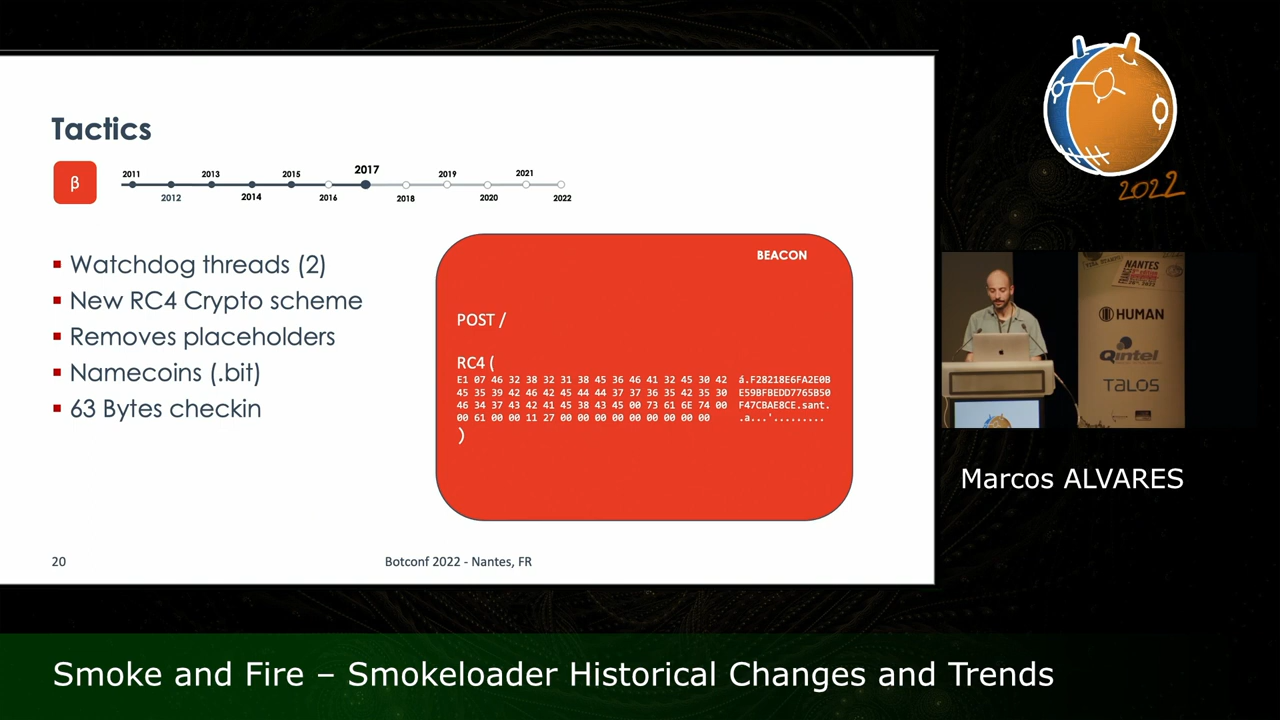 Tactics
β
2011 2013 2015 2017 2019 2021
2012 2014 2016 2018 2020 2022
▪ Watchdog threads (2)
▪ New RC4 Crypto scheme
▪ Removes placeholders
▪ Namecoins (.bit)
▪ 63 Bytes checkin
BEACON
POST /
RC4 (
E1 07 46 32 38 32 31 38 45 36 46 41 32 45 30 42 á.F28218E6FA2E0B
45 35 39 42 46 42 45 44 44 37 37 36 35 42 35 30 E59BFBEDD7765B50
46 34 37 43 42 41 45 38 43 45 00 73 61 6E 74 00 F47CBAE8CE.sant.
00 61 00 00 11 27 00 00 00 00 00 00 00 00 00 .a...'.........
)
20
Botconf 2022 - Nantes, FR
2022
NANTES
HUMAN
Qintel
TALOS
Marcos ALVARES
Smoke and Fire – Smokeloader Historical Changes and Trends